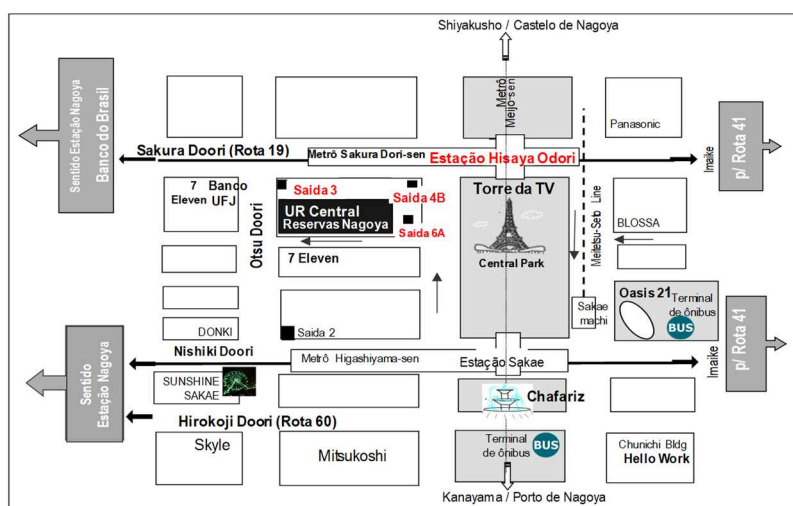 Shiyakusho / Castelo de Nagoya
Sentido Estação Nagoya
Banco do Brasil
Metrô
Meijo-sen
Panasonic
Imaike
p/ Rota 41
Sakura Doori (Rota 19)
Metrô Sakura Dori-sen
Estação Hisaya Odori
7
Eleven
Banco
UFJ
Otsu Doori
Saida 3
Saida 4B
UR Central
Reservas Nagoya
Saida 6A
Torre da TV
Central Park
Meitetsu-Seto Line
BLOSSA
7 Eleven
Oasis 21
Terminal
de ônibus
BUS
Sakae
machi
DONKI
Saida 2
Imaike
p/ Rota 41
Nishiki Doori
Metrô Higashiyama-sen
Estação Sakae
Sentido
Estação Nagoya
SUNSHINE
SAKAE
Chafariz
Hirokoji Doori (Rota 60)
Skyle
Mitsukoshi
Terminal
de ônibus
BUS
Chunichi Bldg
Hello Work
Kanayama / Porto de Nagoya